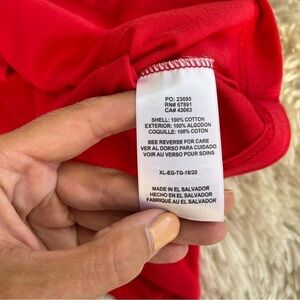 PO: 23695
RN# 67891
CA# 43063
SHELL: 100% COTTON
EXTERIOR: 100% ALGODON
COQUILLE: 100% COTON
SEE REVERSE FOR CARE
VER AL DORSO PARA CUIDADO
VOIR AU VERSO POUR SOINS
XL-EG-TG-18/20
MADE IN EL SALVADOR
HECHO EN EL SALVADOR
FABRIQUÉ AU EL SALVADOR